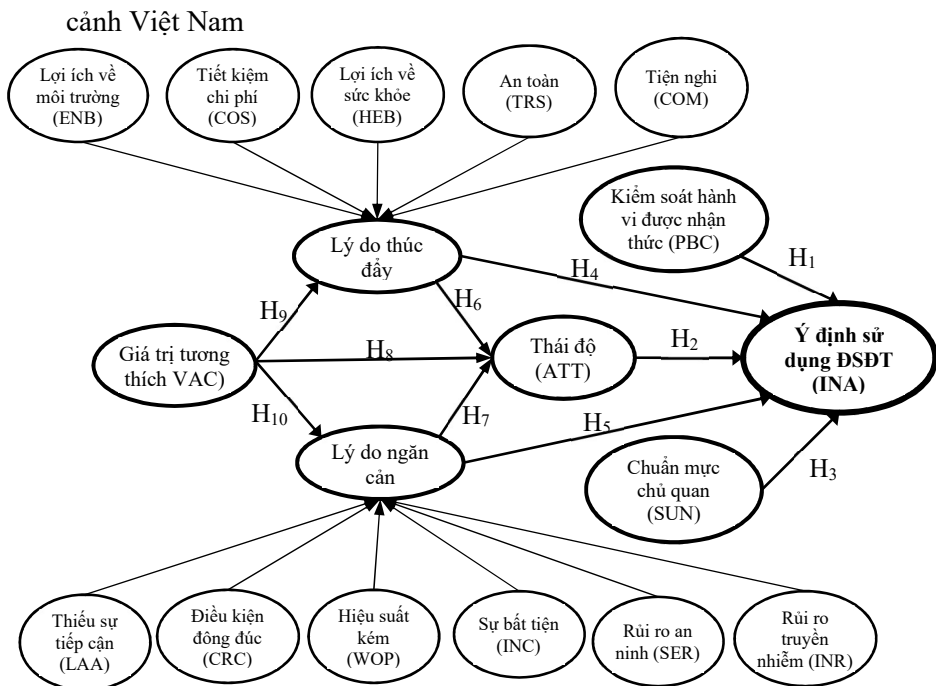 cảnh Việt Nam
Lợi ích về
môi trường
(ENB)
Tiết kiệm
chi phí
(COS)
Lợi ích về
sức khỏe
(HEB)
An toàn
(TRS)
Tiện nghi
(COM)
Kiểm soát hành
vi được nhận
thức (PBC)
Lý do thúc
đẩy
H4
H1
H9
H6
Giá trị tương
thích VAC)
H8
Thái độ
(ATT)
H2
Ý định sử
dụng ĐSĐT
(INA)
H10
H7
H5
Lý do ngăn
cản
Chuẩn mực
chủ quan
(SUN)
H3
Thiếu sự
tiếp cận
(LAA)
Điều kiện
đông đúc
(CRC)
Hiệu suất
kém
(WOP)
Sự bất tiện
(INC)
Rủi ro an
ninh (SER)
Rủi ro
truyền
nhiễm (INR)